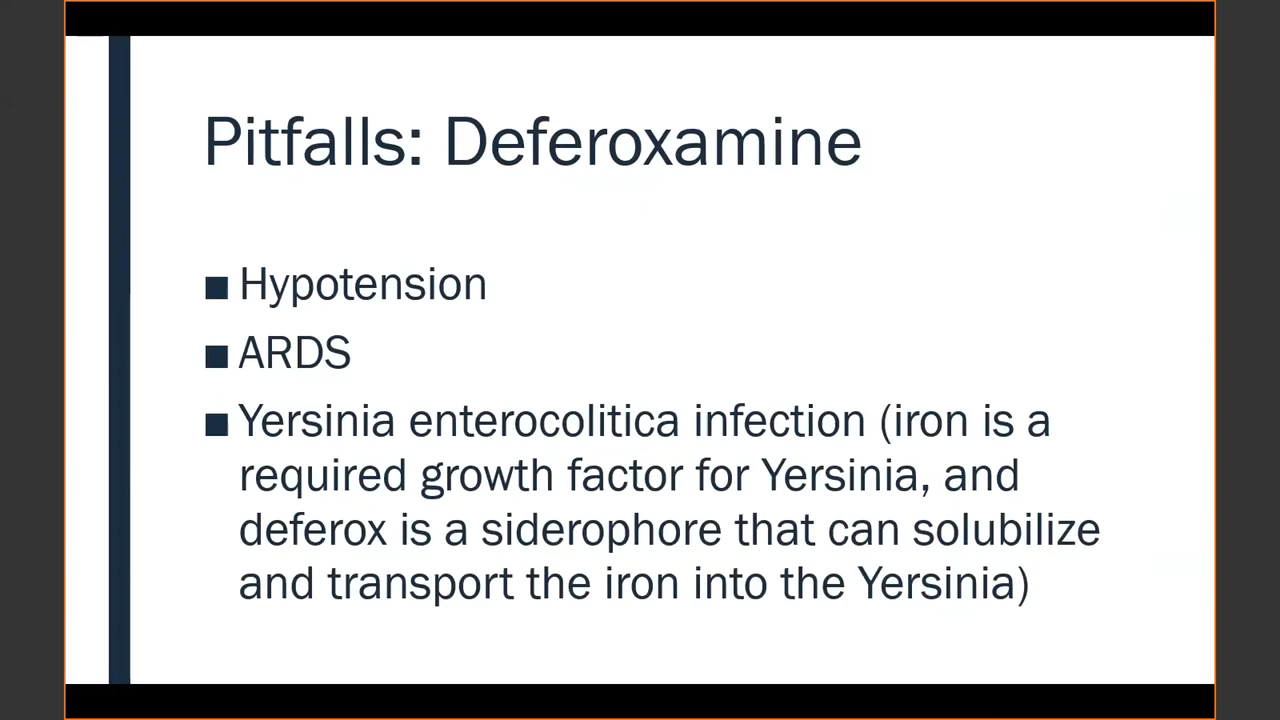 Pitfalls: Deferoxamine
■ Hypotension
■ ARDS
■ Yersinia enterocolitica infection (iron is a
required growth factor for Yersinia, and
deferox is a siderophore that can solubilize
and transport the iron into the Yersinia)